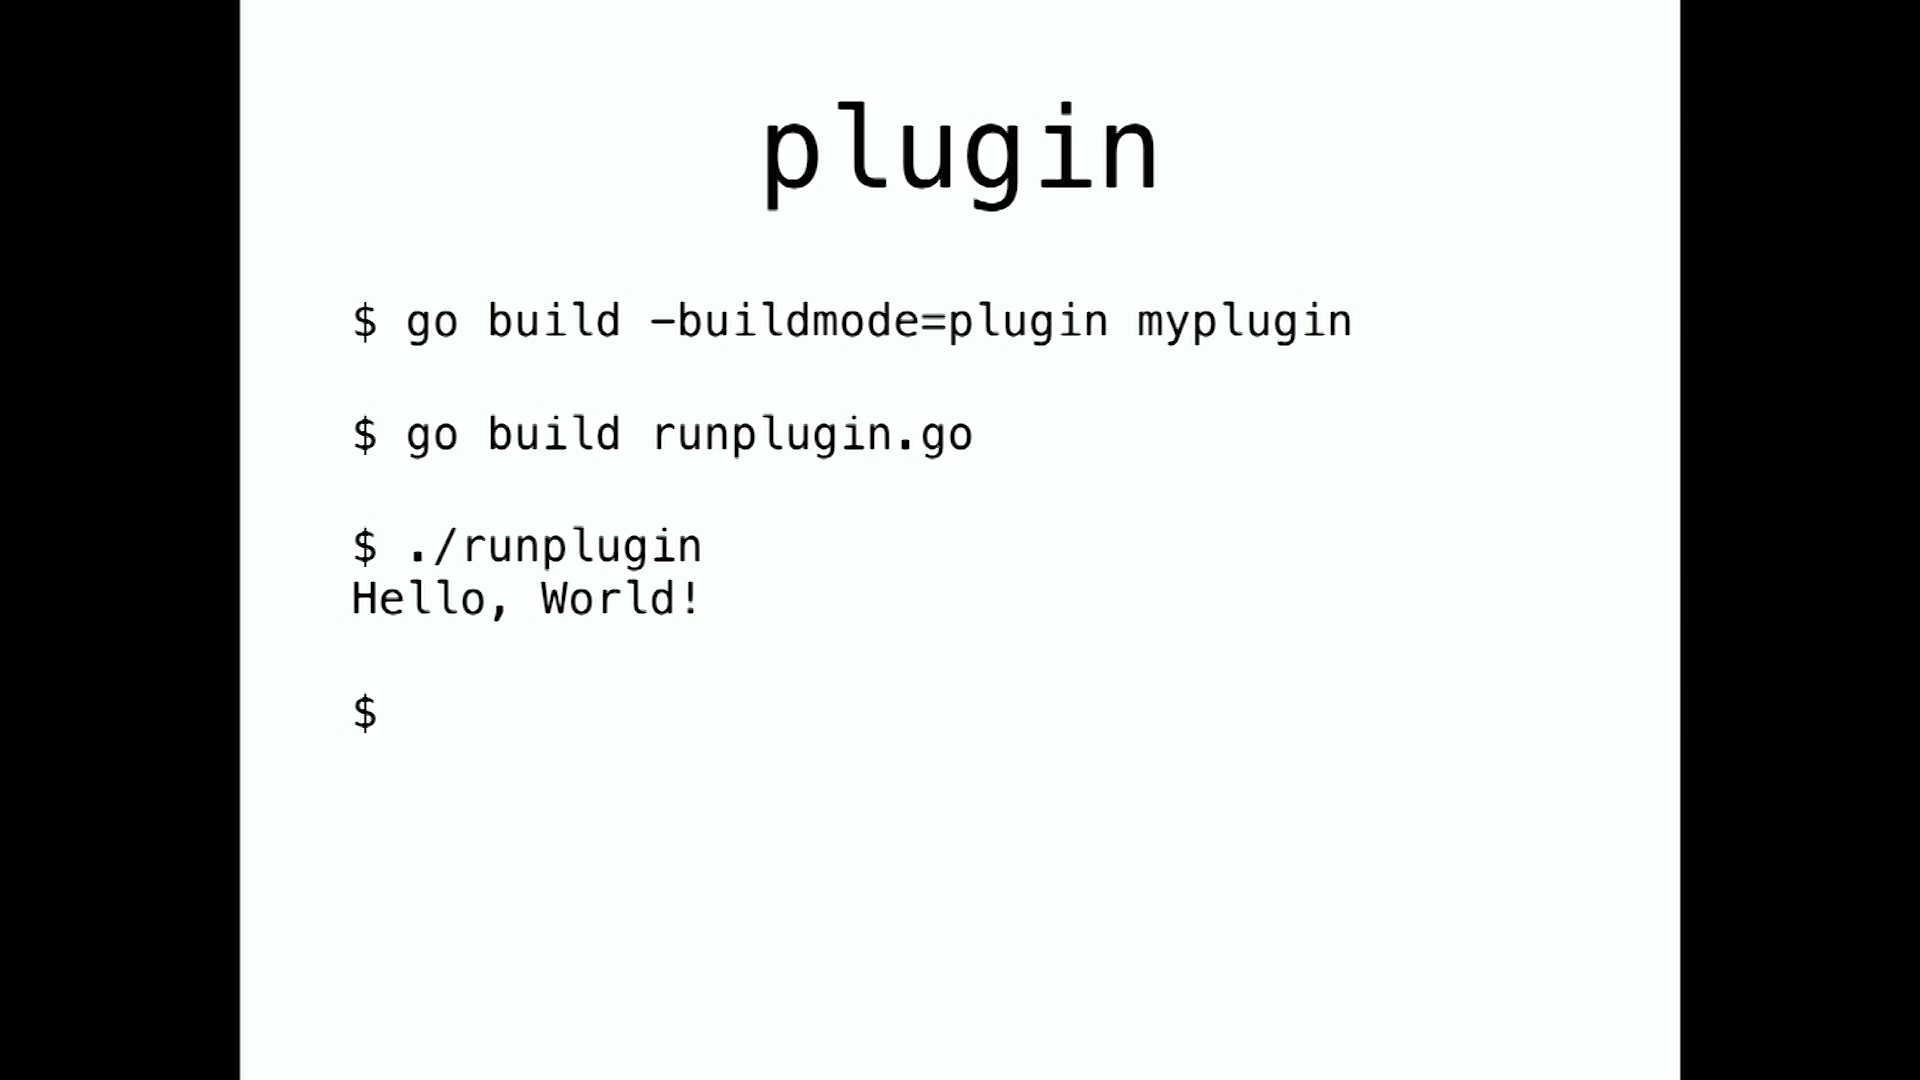 plugin
$ go build -buildmode=plugin myplugin
$ go build runplugin.go
$ ./runplugin
Hello, World!
$